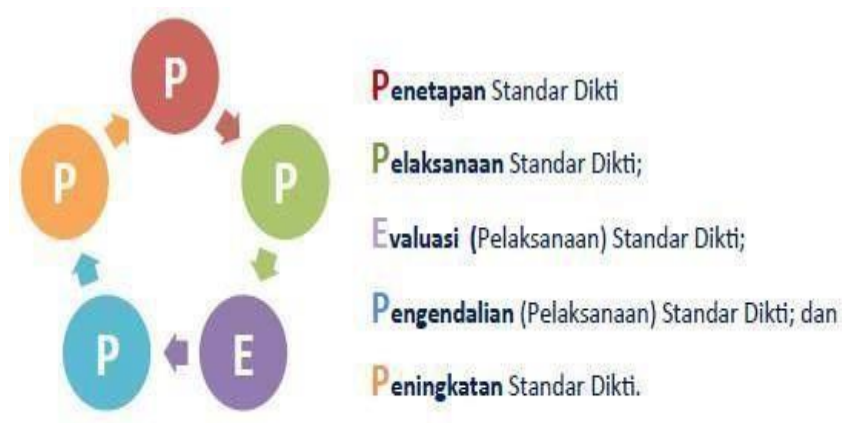 P
P
E
P
P
Penetapan Standar Dikti
Pelaksanaan Standar Dikti;
Evaluasi (Pelaksanaan) Standar Dikti;
Pengendalian (Pelaksanaan) Standar Dikti; dan
Peningkatan Standar Dikti.